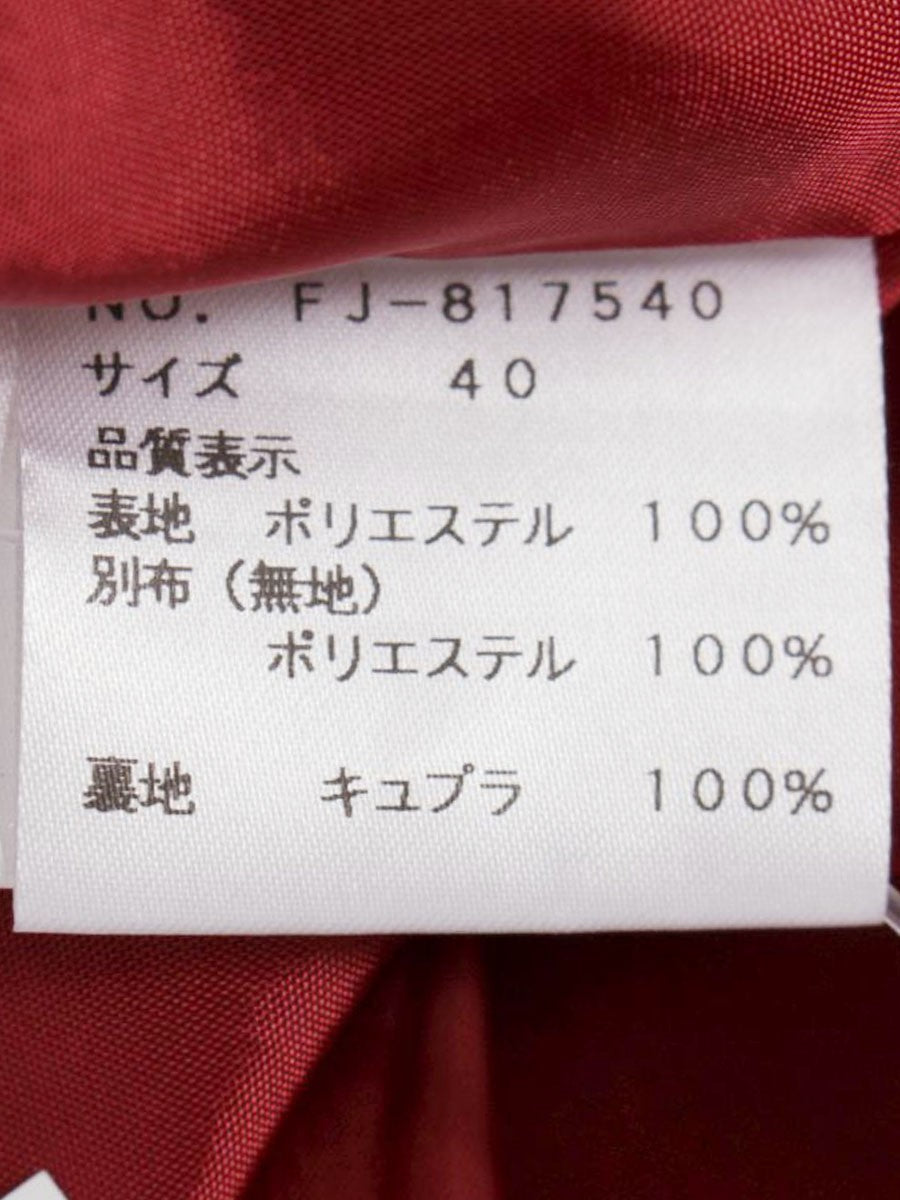 NO. FJ-817540
サイズ 40
品質表示
表地 ポリエステル 100%
別布(無地)
ポリエステル 100%
裏地 キュプラ 100%